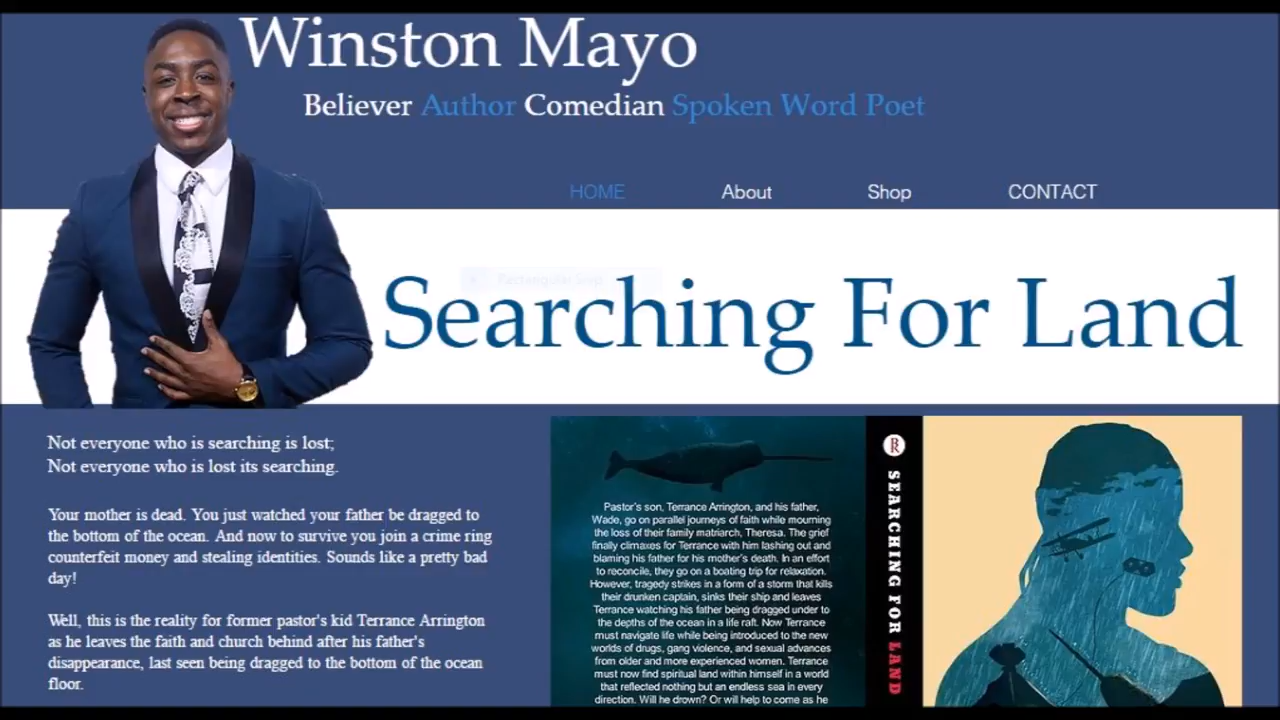 Winston Mayo
Believer Author Comedian Spoken Word Poet
HOME About Shop CONTACT
Rectangular Snip
Searching For Land
Not everyone who is searching is lost;
Not everyone who is lost its searching.
Your mother is dead. You just watched your father be dragged to
the bottom of the ocean. And now to survive you join a crime ring
counterfeit money and stealing identities. Sounds like a pretty bad
day!
Well, this is the reality for former pastor's kid Terrance Arrington
as he leaves the faith and church behind after his father's
disappearance, last seen being dragged to the bottom of the ocean
floor.
Pastor's son, Terrance Arrington, and his father,
Wade, go on parallel journeys of faith while mourning
the loss of their family matriarch, Theresa. The grief
finally climaxes for Terrance with him lashing out and
blaming his father for his mother's death. In an effort
to reconcile, they go on a boating trip for relaxation.
However, tragedy strikes in a form of a storm that kills
their drunken captain, sinks their ship and leaves
Terrance watching his father being dragged under to
the depths of the ocean in a life raft. Now Terrance
must navigate life while being introduced to the new
worlds of drugs, gang violence, and sexual advances
from older and more experienced women. Terrance
must now find spiritual land within himself in a world
that reflected nothing but an endless sea in every
direction. Will he drown? Or will help to come as he
SEARCHING FOR LAND